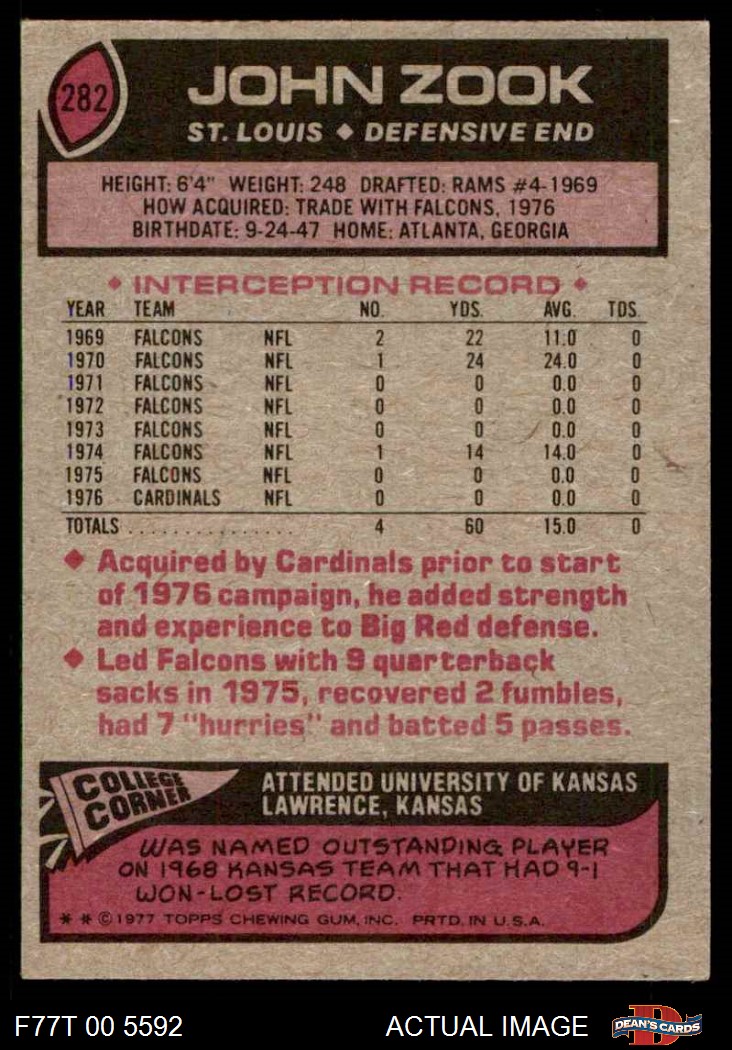 282
JOHN ZOOK
ST. LOUIS ◆ DEFENSIVE END
HEIGHT: 6'4" WEIGHT: 248 DRAFTED: RAMS #4-1969
HOW ACQUIRED: TRADE WITH FALCONS, 1976
BIRTHDATE: 9-24-47 HOME: ATLANTA, GEORGIA
◆ INTERCEPTION RECORD ◆
YEAR TEAM NO. YDS. AVG. TDS.
1969 FALCONS NFL 2 22 11.0 0
1970 FALCONS NFL 1 24 24.0 0
1971 FALCONS NFL 0 0 0.0 0
1972 FALCONS NFL 0 0 0.0 0
1973 FALCONS NFL 0 0 0.0 0
1974 FALCONS NFL 1 14 14.0 0
1975 FALCONS NFL 0 0 0.0 0
1976 CARDINALS NFL 0 0 0.0 0
TOTALS ................ 4 60 15.0 0
◆ Acquired by Cardinals prior to start
of 1976 campaign, he added strength
and experience to Big Red defense.
◆ Led Falcons with 9 quarterback
sacks in 1975, recovered 2 fumbles,
had 7 "hurries" and batted 5 passes.
COLLEGE
CORNER
ATTENDED UNIVERSITY OF KANSAS
LAWRENCE, KANSAS
WAS NAMED OUTSTANDING PLAYER
ON 1968 KANSAS TEAM THAT HAD 9-1
WON-LOST RECORD.
* * © 1977 TOPPS CHEWING GUM, INC. PRTD. IN U.S.A.
F77T 00 5592 ACTUAL IMAGE
D
DEAN'S CARDS